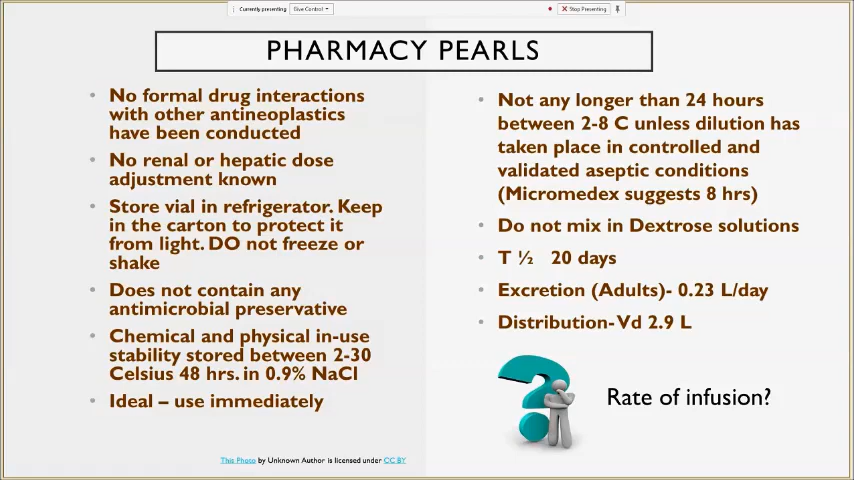 Currently presenting
Give Control
Stop Presenting
PHARMACY PEARLS
• No formal drug interactions
with other antineoplastics
have been conducted
• No renal or hepatic dose
adjustment known
• Store vial in refrigerator. Keep
in the carton to protect it
from light. DO not freeze or
shake
• Does not contain any
antimicrobial preservative
• Chemical and physical in-use
stability stored between 2-30
Celsius 48 hrs. in 0.9% NaCl
• Ideal – use immediately
• Not any longer than 24 hours
between 2-8 C unless dilution has
taken place in controlled and
validated aseptic conditions
(Micromedex suggests 8 hrs)
• Do not mix in Dextrose solutions
• T ½ 20 days
• Excretion (Adults)- 0.23 L/day
• Distribution-Vd 2.9 L
Rate of infusion?
This Photo by Unknown Author is licensed under CC BY